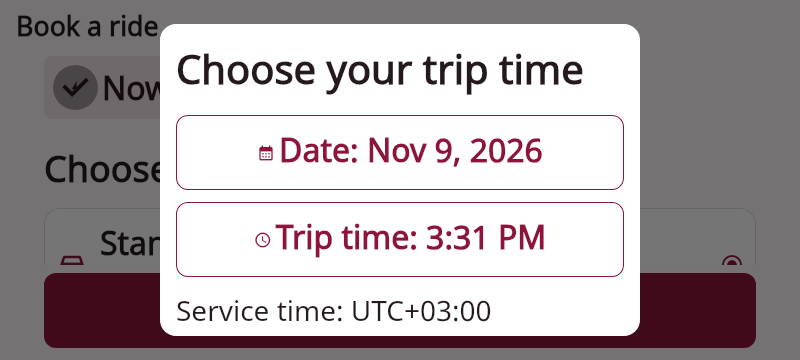 Book a ride
Now
Choose your trip time
Date: Nov 9, 2026
Trip time: 3:31 PM
Service time: UTC+03:00
Choose